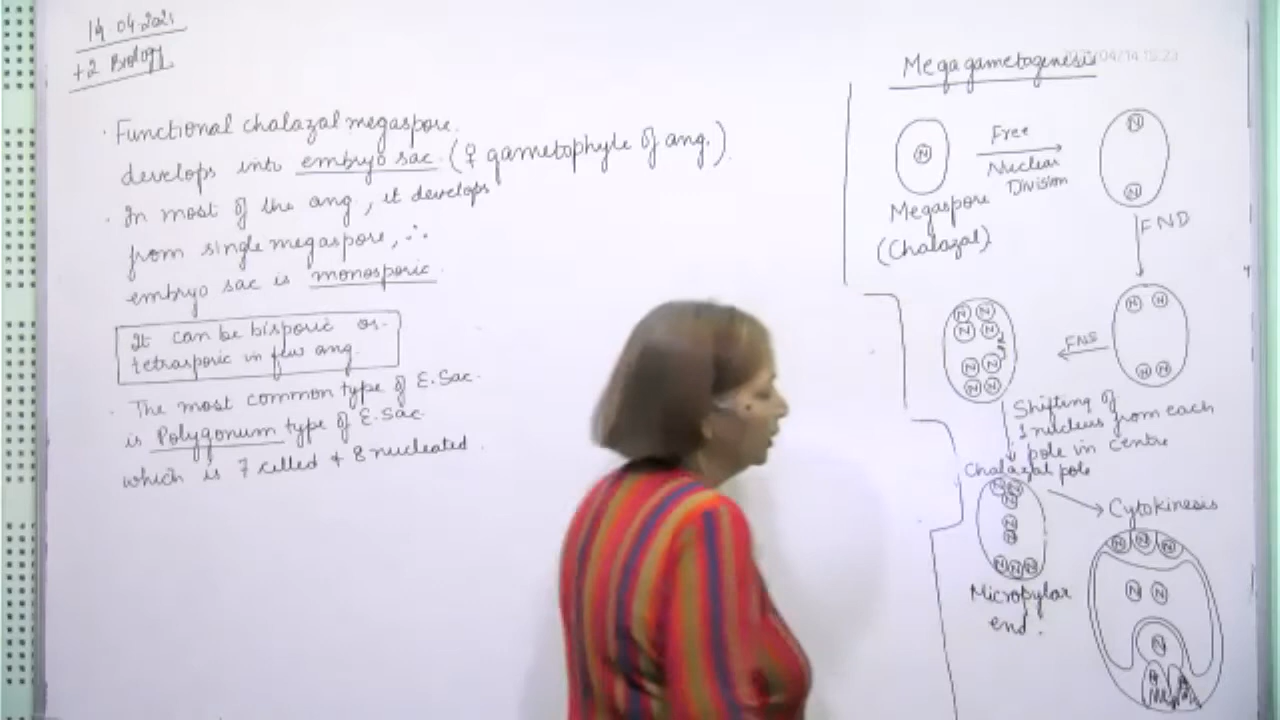 14.04.2021
+2 Biology
· Functional chalazal megaspore.
develops into embryo sac. (♀ gametophyte of ang.)
· In most of the ang, it develops
from single megaspore, ∴
embryo sac is monosporic.
It can be bisporic or
tetrasporic in few ang.
· The most common type of E.Sac.
is Polygonum type of E.Sac.
which is 7 celled & 8 nucleated.
Megagametogenesis
N
Free
Nuclear
Division
N
N
Megaspore
(Chalazal)
FND
N N
N N
FND
N N
N N
N N
N N
Shifting of
1 nucleus from each
pole in centre
Chalazal pole
N N
N
N
N
N N N
Micropylar
end.
Cytokinesis
N N N
N N
N
N N